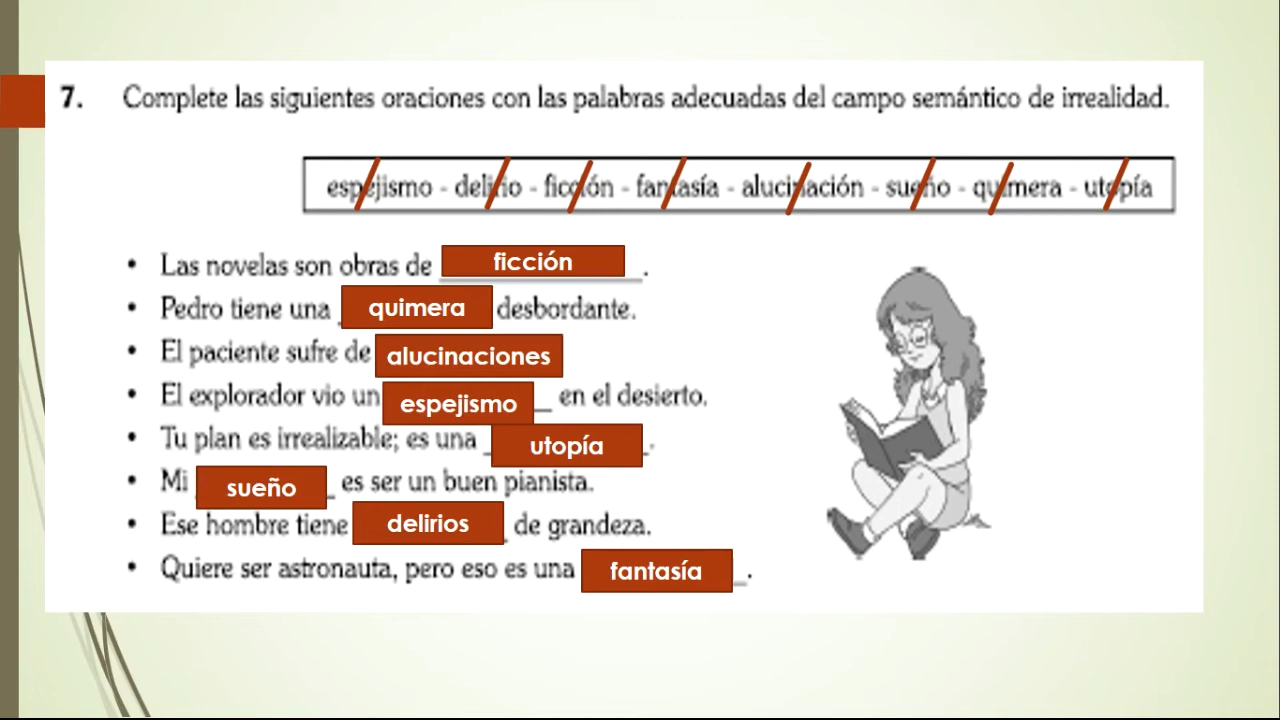 7. Complete las siguientes oraciones con las palabras adecuadas del campo semántico de irrealidad.
espejismo - delirio - ficción - fantasía - alucinación - sueño - quimera - utopía
• Las novelas son obras de ficción.
• Pedro tiene una quimera desbordante.
• El paciente sufre de alucinaciones
• El explorador vio un espejismo en el desierto.
• Tu plan es irrealizable; es una utopía.
• Mi sueño es ser un buen pianista.
• Ese hombre tiene delirios de grandeza.
• Quiere ser astronauta, pero eso es una fantasía.